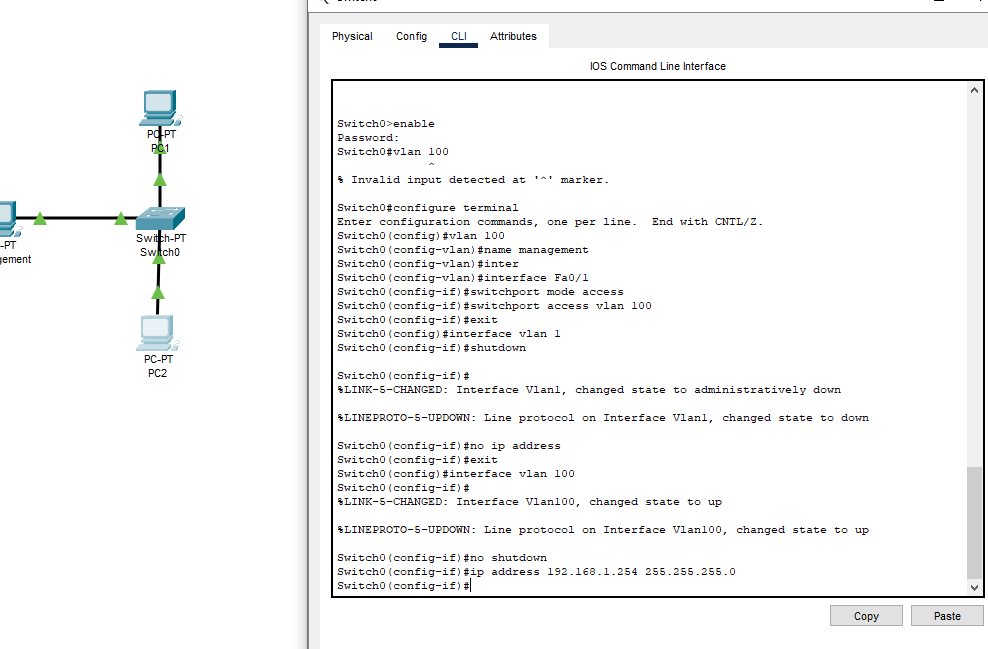 Physical
Config
CLI
Attributes
IOS Command Line Interface
Switch0>enable
Password:
Switch0#vlan 100
^
% Invalid input detected at '^' marker.
Switch0#configure terminal
Enter configuration commands, one per line.  End with CNTL/Z.
Switch0(config)#vlan 100
Switch0(config-vlan)#name management
Switch0(config-vlan)#inter
Switch0(config-vlan)#interface Fa0/1
Switch0(config-if)#switchport mode access
Switch0(config-if)#switchport access vlan 100
Switch0(config-if)#exit
Switch0(config)#interface vlan 1
Switch0(config-if)#shutdown
Switch0(config-if)#
%LINK-5-CHANGED: Interface Vlan1, changed state to administratively down
%LINEPROTO-5-UPDOWN: Line protocol on Interface Vlan1, changed state to down
Switch0(config-if)#no ip address
Switch0(config-if)#exit
Switch0(config)#interface vlan 100
Switch0(config-if)#
%LINK-5-CHANGED: Interface Vlan100, changed state to up
%LINEPROTO-5-UPDOWN: Line protocol on Interface Vlan100, changed state to up
Switch0(config-if)#no shutdown
Switch0(config-if)#ip address 192.168.1.254 255.255.255.0
Switch0(config-if)#
Copy
Paste
PC-PT
PC1
Switch-PT
Switch0
-PT
gement
PC-PT
PC2